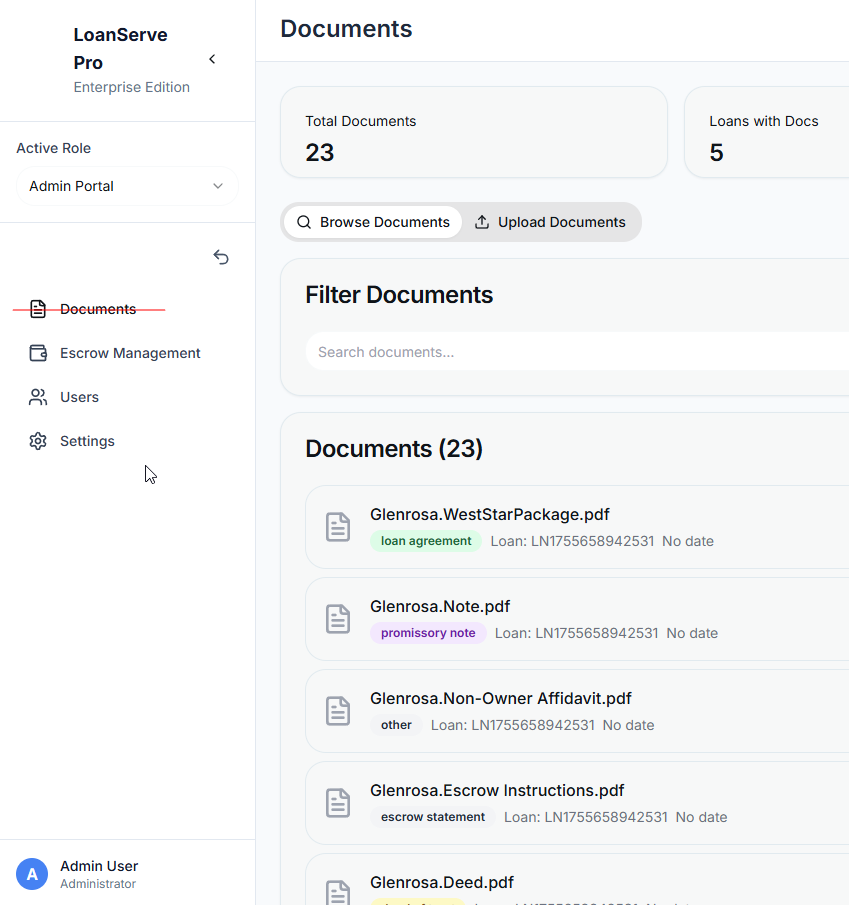 LoanServe
Pro
Enterprise Edition
Active Role
Admin Portal
Documents
Escrow Management
Users
Settings
A
Admin User
Administrator
Documents
Total Documents
23
Loans with Docs
5
Browse Documents
Upload Documents
Filter Documents
Search documents...
Documents (23)
Glenrosa.WestStarPackage.pdf
loan agreement Loan: LN1755658942531 No date
Glenrosa.Note.pdf
promissory note Loan: LN1755658942531 No date
Glenrosa.Non-Owner Affidavit.pdf
other Loan: LN1755658942531 No date
Glenrosa.Escrow Instructions.pdf
escrow statement Loan: LN1755658942531 No date
Glenrosa.Deed.pdf